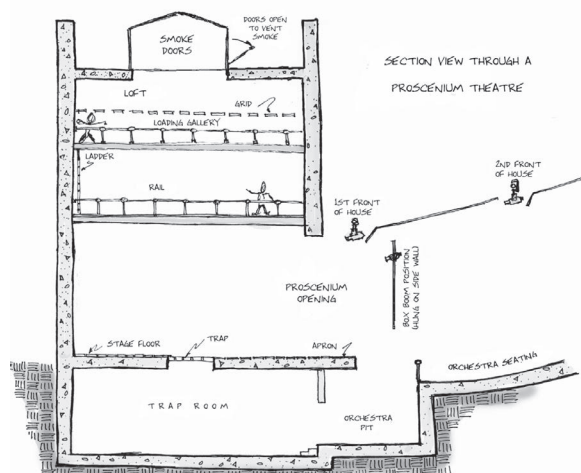 DOORS OPEN
TO VENT
SMOKE
SMOKE
DOORS
SECTION VIEW THROUGH A
PROSCENIUM THEATRE
LOFT
GRID
LOADING GALLERY
LADDER
RAIL
2ND FRONT
OF HOUSE
1ST FRONT
OF HOUSE
PROSCENIUM
OPENING
BOX BOOM POSITION
(HUNG ON SIDE WALL)
STAGE FLOOR
TRAP
APRON
ORCHESTRA SEATING
TRAP ROOM
ORCHESTRA
PIT